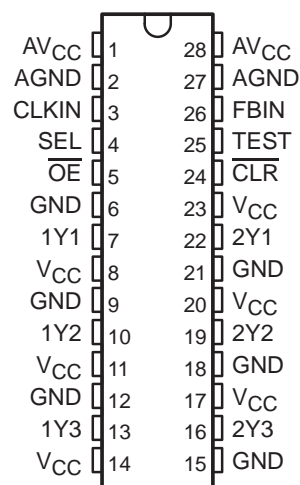 AVCC 1 28 AVCC
AGND 2 27 AGND
CLKIN 3 26 FBIN
SEL 4 25 TEST
OE 5 24 CLR
GND 6 23 VCC
1Y1 7 22 2Y1
VCC 8 21 GND
GND 9 20 VCC
1Y2 10 19 2Y2
VCC 11 18 GND
GND 12 17 VCC
1Y3 13 16 2Y3
VCC 14 15 GND